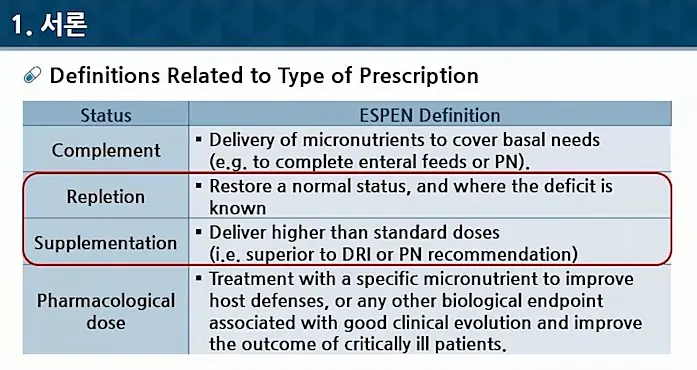 1. 서론
Definitions Related to Type of Prescription
Status
ESPEN Definition
Complement
▪ Delivery of micronutrients to cover basal needs
(e.g. to complete enteral feeds or PN).
Repletion
▪ Restore a normal status, and where the deficit is
known
Supplementation
▪ Deliver higher than standard doses
(i.e. superior to DRI or PN recommendation)
Pharmacological
dose
▪ Treatment with a specific micronutrient to improve
host defenses, or any other biological endpoint
associated with good clinical evolution and improve
the outcome of critically ill patients.